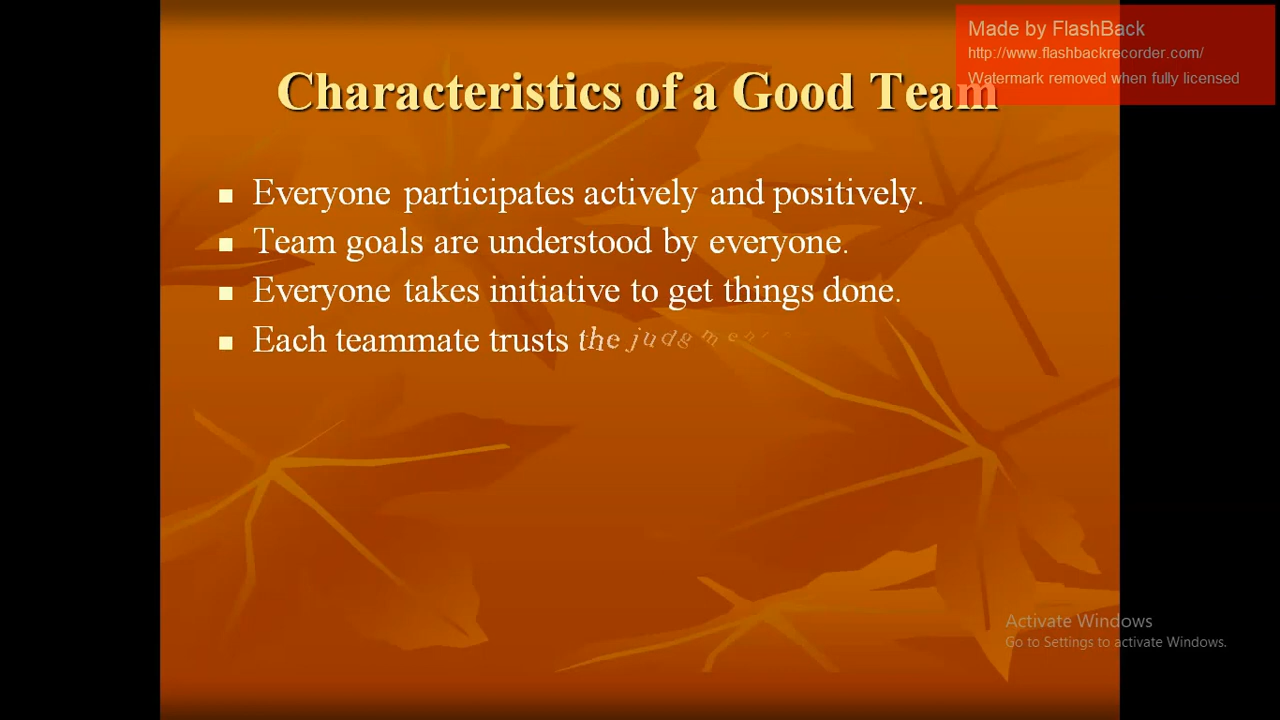 Made by FlashBack
http://www.flashbackrecorder.com/
Watermark removed when fully licensed
Characteristics of a Good Team
Everyone participates actively and positively.
Team goals are understood by everyone.
Everyone takes initiative to get things done.
Each teammate trusts the
Activate Windows
Go to Settings to activate Windows.